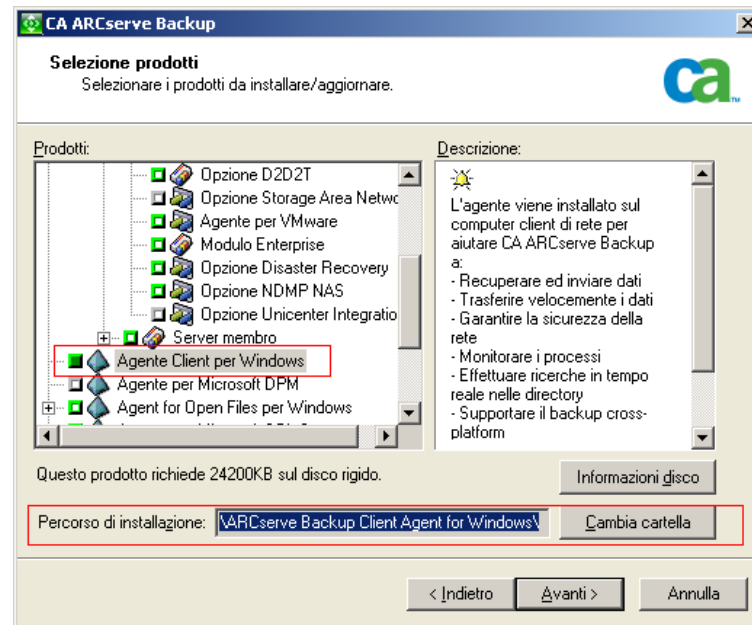 CA ARCserve Backup
Selezione prodotti
Selezionare i prodotti da installare/aggiornare.
ca
TM
Prodotti:
Opzione D2D2T
Opzione Storage Area Netwo
Agente per VMware
Modulo Enterprise
Opzione Disaster Recovery
Opzione NDMP NAS
Opzione Unicenter Integratio
Server membro
Agente Client per Windows
Agente per Microsoft DPM
Agent for Open Files per Windows
Descrizione:
L'agente viene installato sul
computer client di rete per
aiutare CA ARCserve Backup
a:
- Recuperare ed inviare dati
- Trasferire velocemente i dati
- Garantire la sicurezza della
rete
- Monitorare i processi
- Effettuare ricerche in tempo
reale nelle directory
- Supportare il backup cross-
platform
Questo prodotto richiede 24200KB sul disco rigido.
Informazioni disco
Percorso di installazione: \ARCserve Backup Client Agent for Windows\
Cambia cartella
< Indietro
Avanti >
Annulla